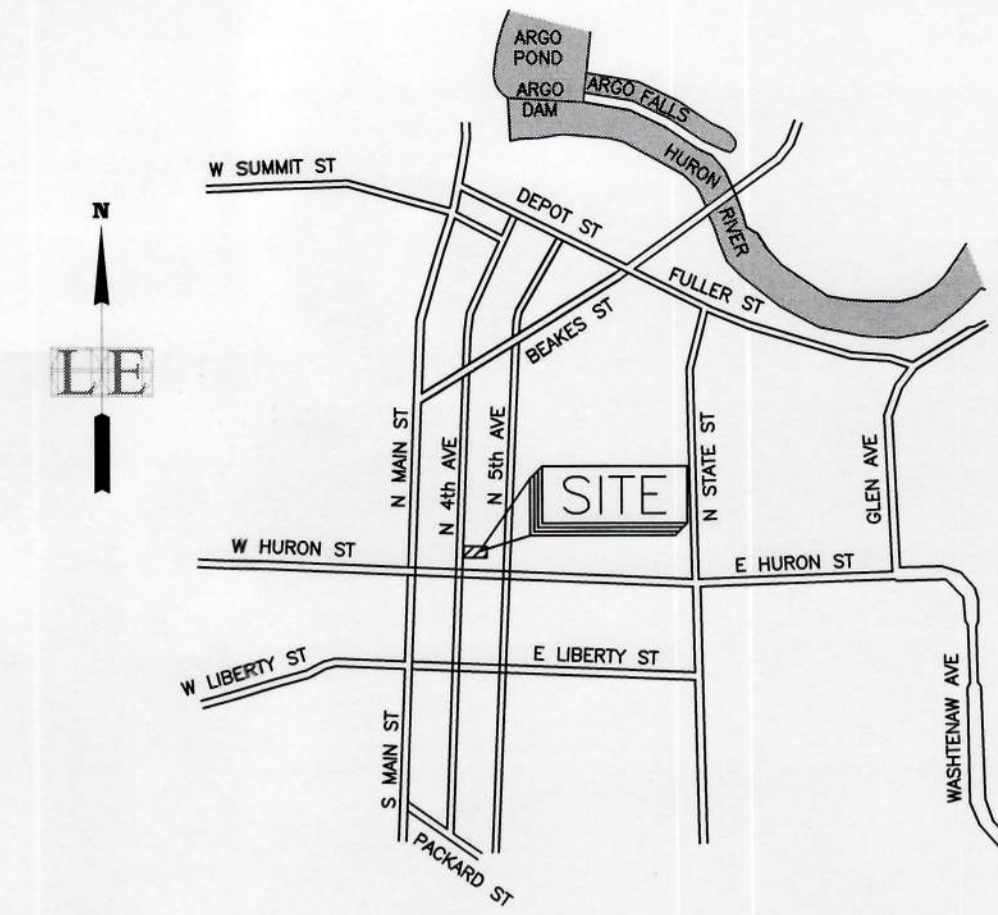 ARGO
POND
ARGO
DAM
ARGO FALLS
HURON
RIVER
W SUMMIT ST
DEPOT ST
N
FULLER ST
BEAKES ST
L E
N MAIN ST
N 4th AVE
N 5th AVE
N STATE ST
GLEN AVE
SITE
W HURON ST
E HURON ST
W LIBERTY ST
E LIBERTY ST
S MAIN ST
WASHTENAW AVE
PACKARD ST